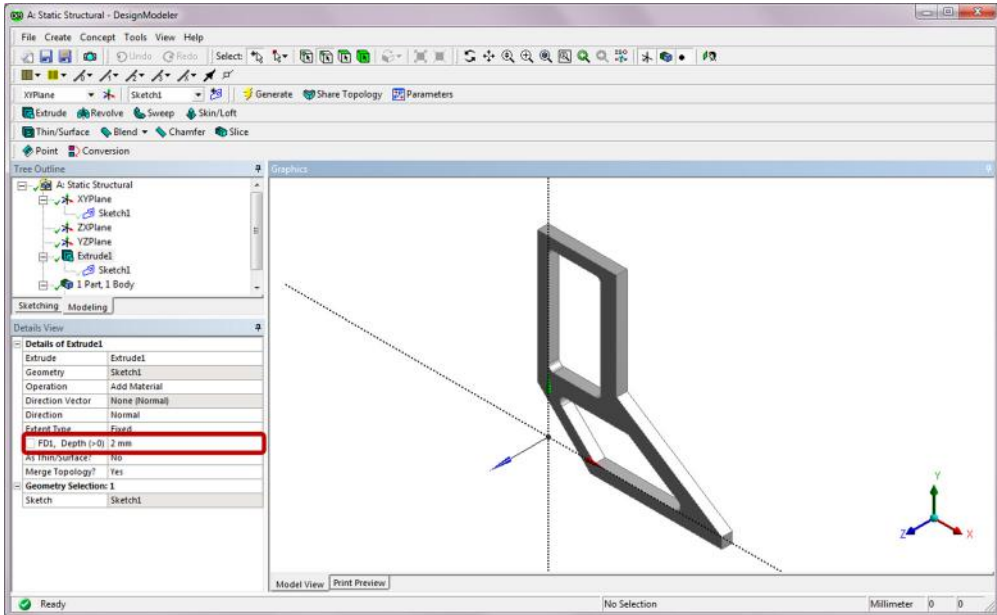 A: Static Structural - DesignModeler
File Create Concept Tools View Help
Undo Redo Select:
XYPlane Sketch1 Generate Share Topology Parameters
Extrude Revolve Sweep Skin/Loft
Thin/Surface Blend Chamfer Slice
Point Conversion
Tree Outline
A: Static Structural
XYPlane
Sketch1
ZXPlane
YZPlane
Extrude1
Sketch1
1 Part, 1 Body
Sketching Modeling
Details View
Details of Extrude1
Extrude Extrude1
Geometry Sketch1
Operation Add Material
Direction Vector None (Normal)
Direction Normal
Extent Type Fixed
FD1, Depth (>0) 2 mm
As Thin/Surface? No
Merge Topology? Yes
Geometry Selection: 1
Sketch Sketch1
Graphics
Y
Z
X
Model View Print Preview
Ready No Selection Millimeter 0 0